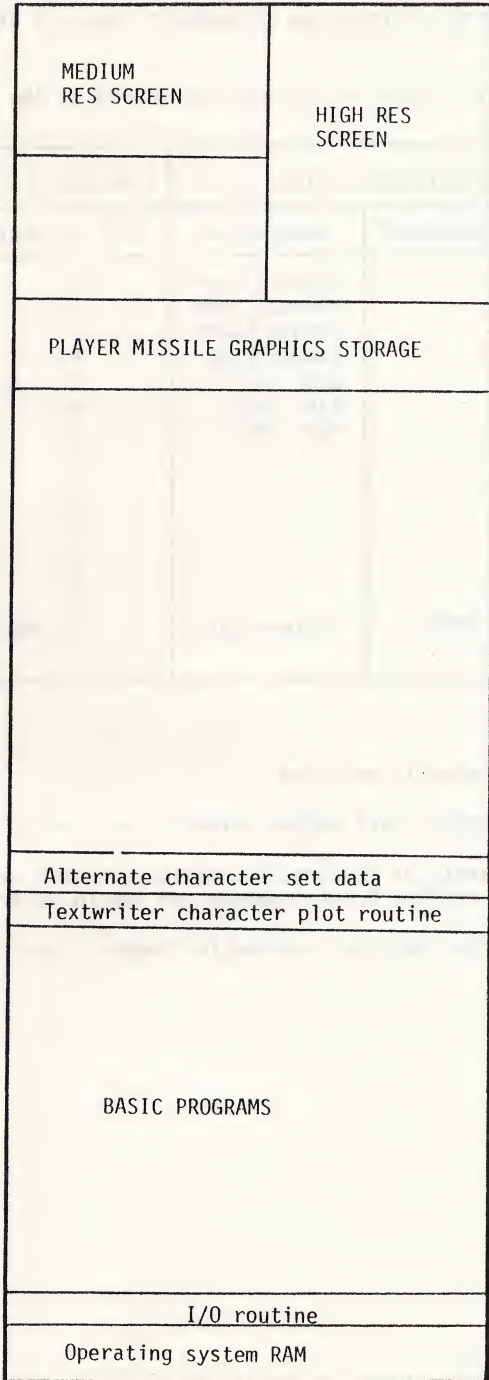 MEDIUM
RES SCREEN
HIGH RES
SCREEN
PLAYER MISSILE GRAPHICS STORAGE
Alternate character set data
Textwriter character plot routine
BASIC PROGRAMS
I/O routine
Operating system RAM